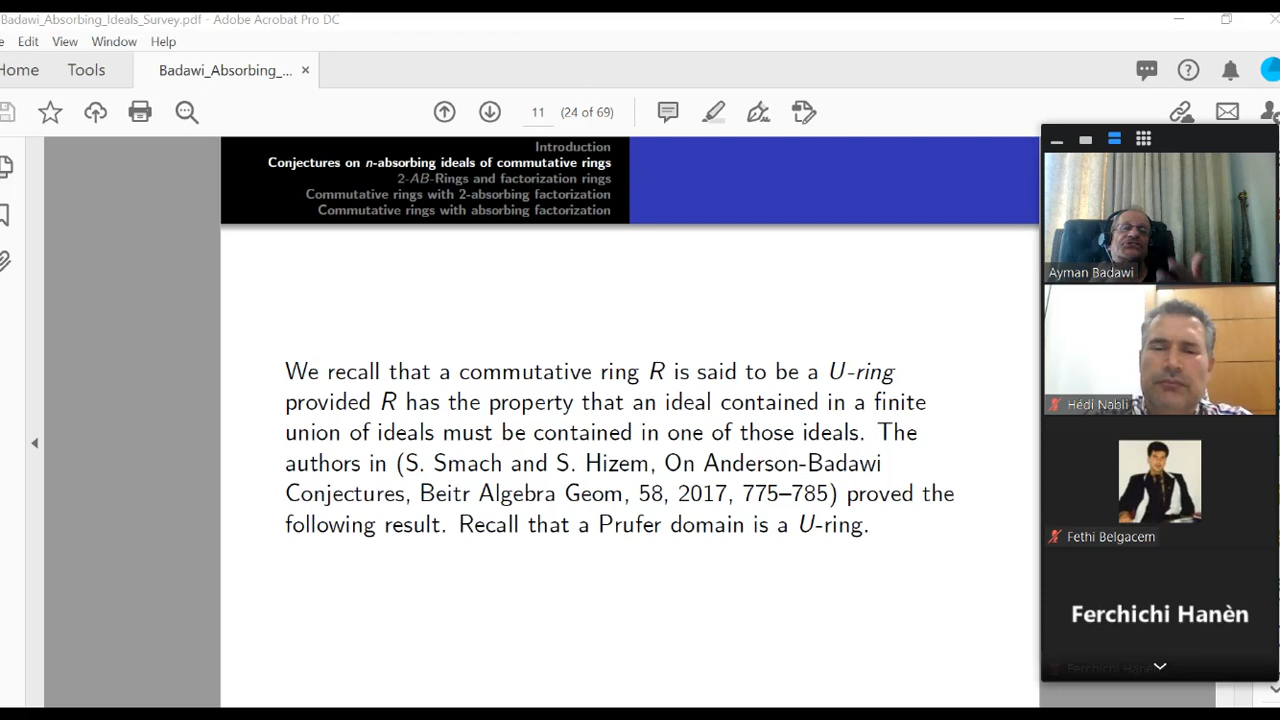 Badawi_Absorbing_Ideals_Survey.pdf - Adobe Acrobat Pro DC
e Edit View Window Help
Home Tools Badawi_Absorbing_... ×
11 (24 of 69)
Introduction
Conjectures on n-absorbing ideals of commutative rings
2-AB-Rings and factorization rings
Commutative rings with 2-absorbing factorization
Commutative rings with absorbing factorization
We recall that a commutative ring R is said to be a U-ring
provided R has the property that an ideal contained in a finite
union of ideals must be contained in one of those ideals. The
authors in (S. Smach and S. Hizem, On Anderson-Badawi
Conjectures, Beitr Algebra Geom, 58, 2017, 775–785) proved the
following result. Recall that a Prufer domain is a U-ring.
Ayman Badawi
Hédi Nabli
Fethi Belgacem
Ferchichi Hanèn
Ferchichi Hanèn